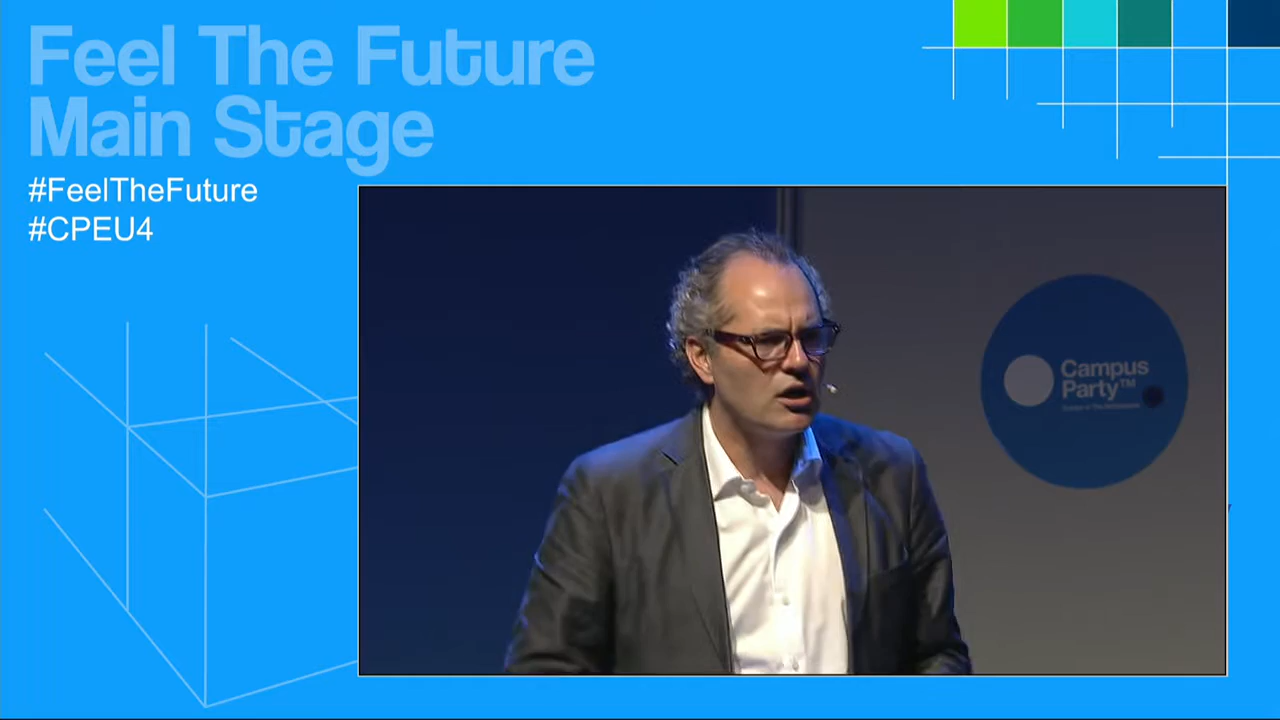 Feel The Future
Main Stage
#FeelTheFuture
#CPEU4
Campus
Party™